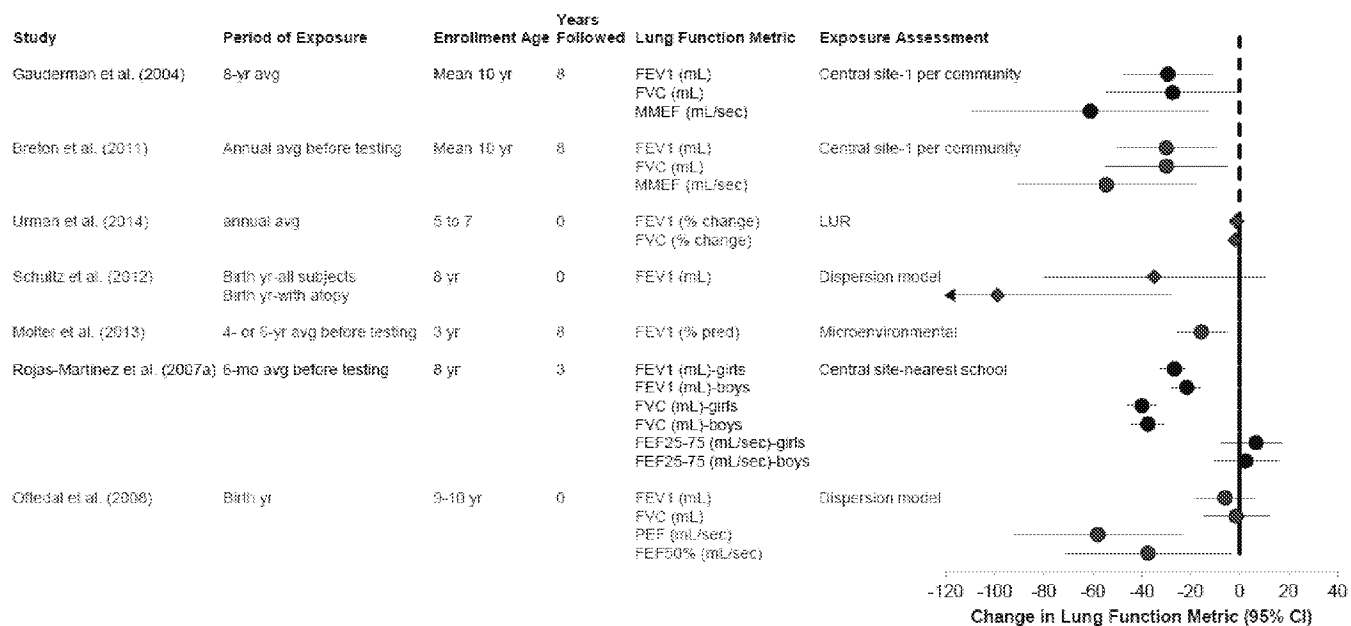 Years
Study Period of Exposure Enrollment Age Followed Lung Function Metric Exposure Assessment
Gauderman et al. (2004) 8-yr avg Mean 10 yr 8 FEV1 (mL) Central site-1 per community
FVC (mL)
MMEF (mL/sec)
Breton et al. (2011) Annual avg before testing Mean 10 yr 8 FEV1 (mL) Central site-1 per community
FVC (mL)
MMEF (mL/sec)
Urman et al. (2014) annual avg 5 to 7 0 FEV1 (% change) LUR
FVC (% change)
Schultz et al. (2012) Birth yr-all subjects 8 yr 0 FEV1 (mL) Dispersion model
Birth yr-with atopy
Molter et al. (2013) 4- or 6-yr avg before testing 3 yr 8 FEV1 (% pred) Microenvironmental
Rojas-Martinez et al. (2007a) 6-mo avg before testing 8 yr 3 FEV1 (mL)-girls Central site-nearest school
FEV1 (mL)-boys
FVC (mL)-girls
FVC (mL)-boys
FEF25-75 (mL/sec)-girls
FEF25-75 (mL/sec)-boys
Oftedal et al. (2008) Birth yr 9-10 yr 0 FEV1 (mL) Dispersion model
FVC (mL)
PEF (mL/sec)
FEF50% (mL/sec)
-120 -100 -80 -60 -40 -20 0 20 40
Change in Lung Function Metric (95% CI)